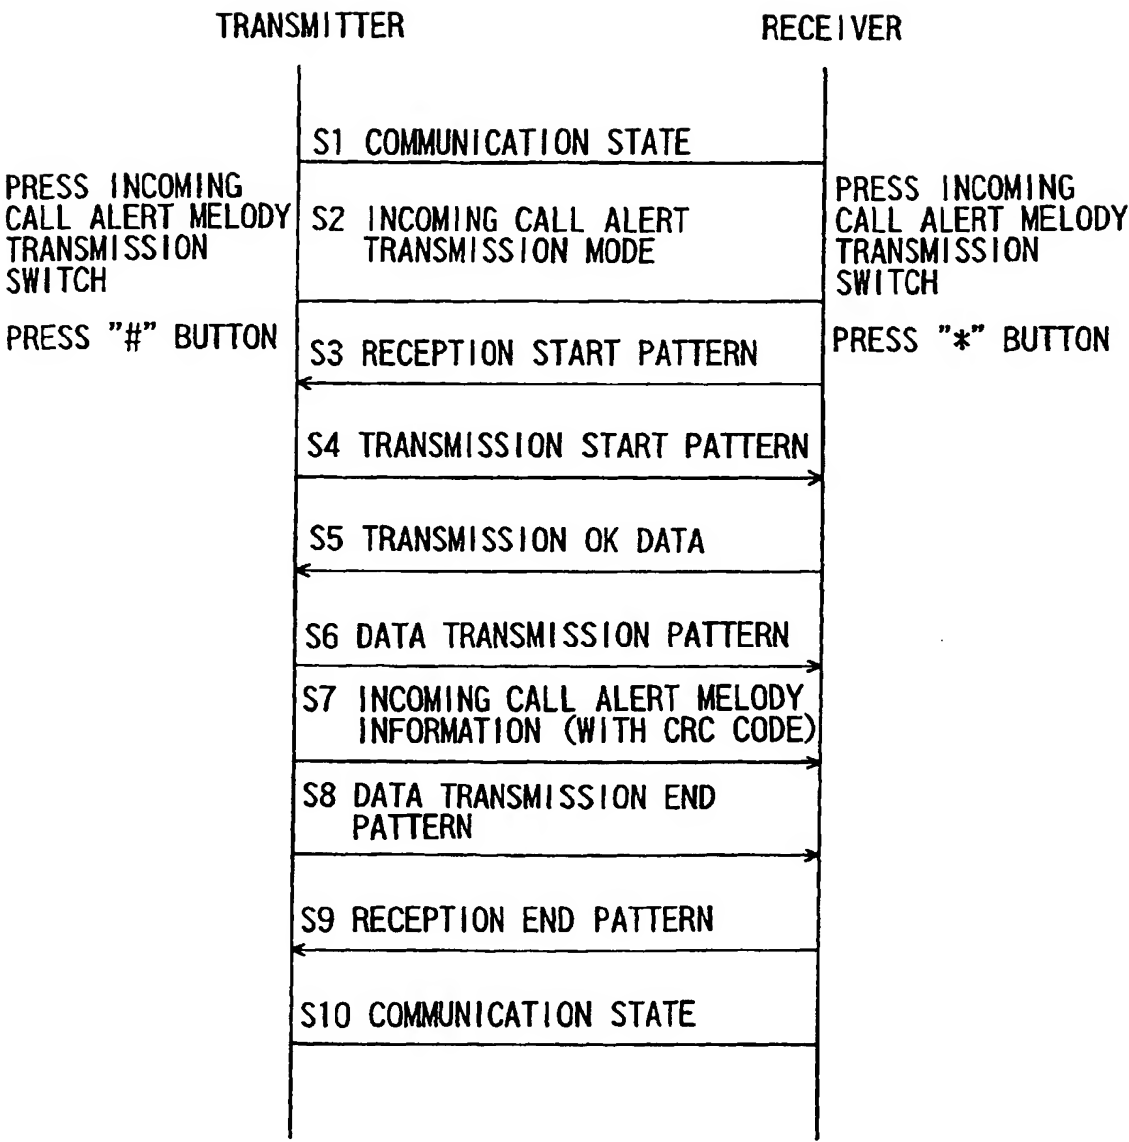 TRANSMITTER
RECEIVER
S1 COMMUNICATION STATE
PRESS INCOMING
CALL ALERT MELODY
TRANSMISSION
SWITCH
S2 INCOMING CALL ALERT
TRANSMISSION MODE
PRESS INCOMING
CALL ALERT MELODY
TRANSMISSION
SWITCH
PRESS "#" BUTTON
PRESS "*" BUTTON
S3 RECEPTION START PATTERN
S4 TRANSMISSION START PATTERN
S5 TRANSMISSION OK DATA
S6 DATA TRANSMISSION PATTERN
S7 INCOMING CALL ALERT MELODY
INFORMATION (WITH CRC CODE)
S8 DATA TRANSMISSION END
PATTERN
S9 RECEPTION END PATTERN
S10 COMMUNICATION STATE